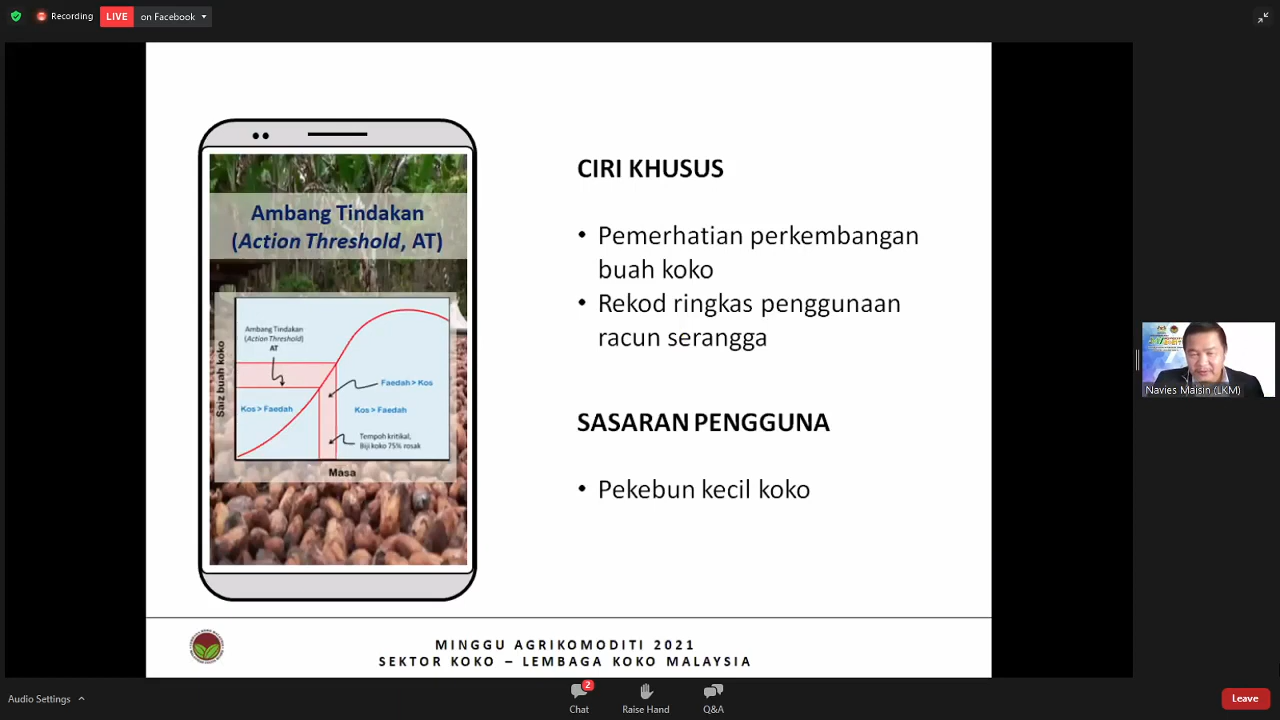 Recording
LIVE
on Facebook
Ambang Tindakan
(Action Threshold, AT)
Ambang Tindakan
(Action Threshold)
AT
Saiz buah koko
Faedah > Kos
Kos > Faedah
Kos > Faedah
Tempoh kritikal,
Biji koko 75% rosak
Masa
CIRI KHUSUS
• Pemerhatian perkembangan
buah koko
• Rekod ringkas penggunaan
racun serangga
SASARAN PENGGUNA
• Pekebun kecil koko
MINGGU AGRIKOMODITI 2021
SEKTOR KOKO – LEMBAGA KOKO MALAYSIA
Navies Maisin (LKM)
Audio Settings
2
Chat
Raise Hand
Q&A
Leave